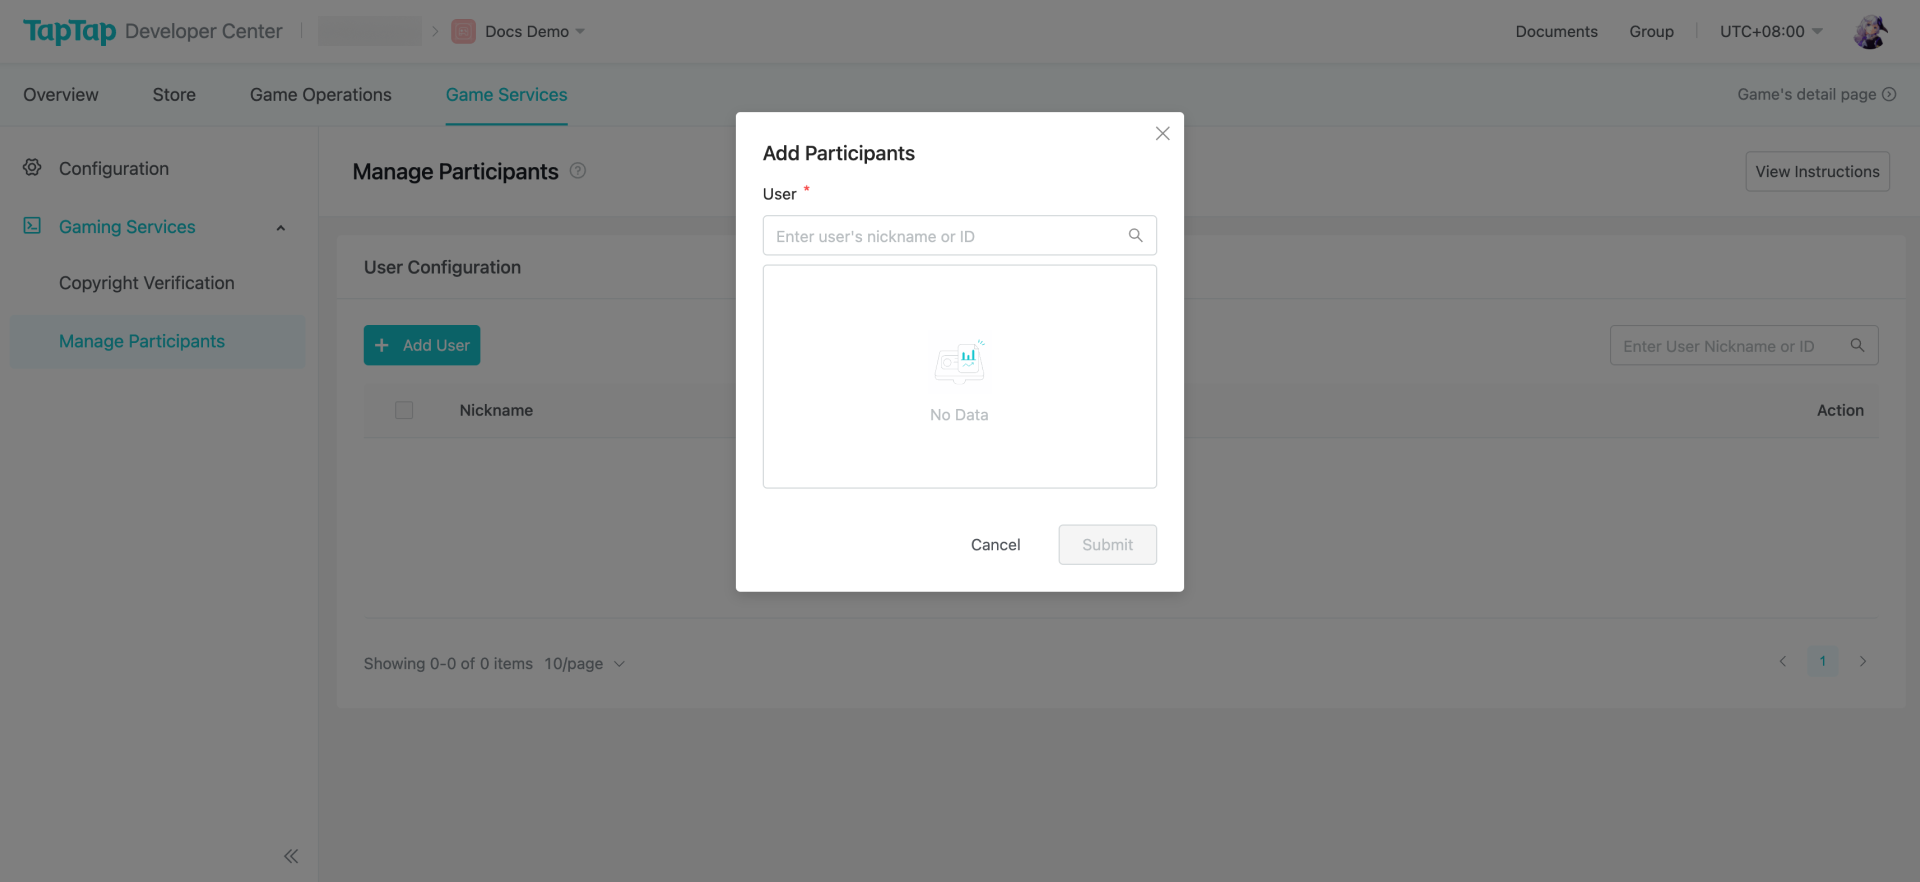 TapTap Developer Center
Docs Demo
Documents
Group
UTC+08:00
Overview
Store
Game Operations
Game Services
Game's detail page
Configuration
Gaming Services
Copyright Verification
Manage Participants
Manage Participants
View Instructions
User Configuration
Add User
Enter User Nickname or ID
Nickname
Action
Showing 0-0 of 0 items
10/page
1
Add Participants
User *
Enter user's nickname or ID
No Data
Cancel
Submit